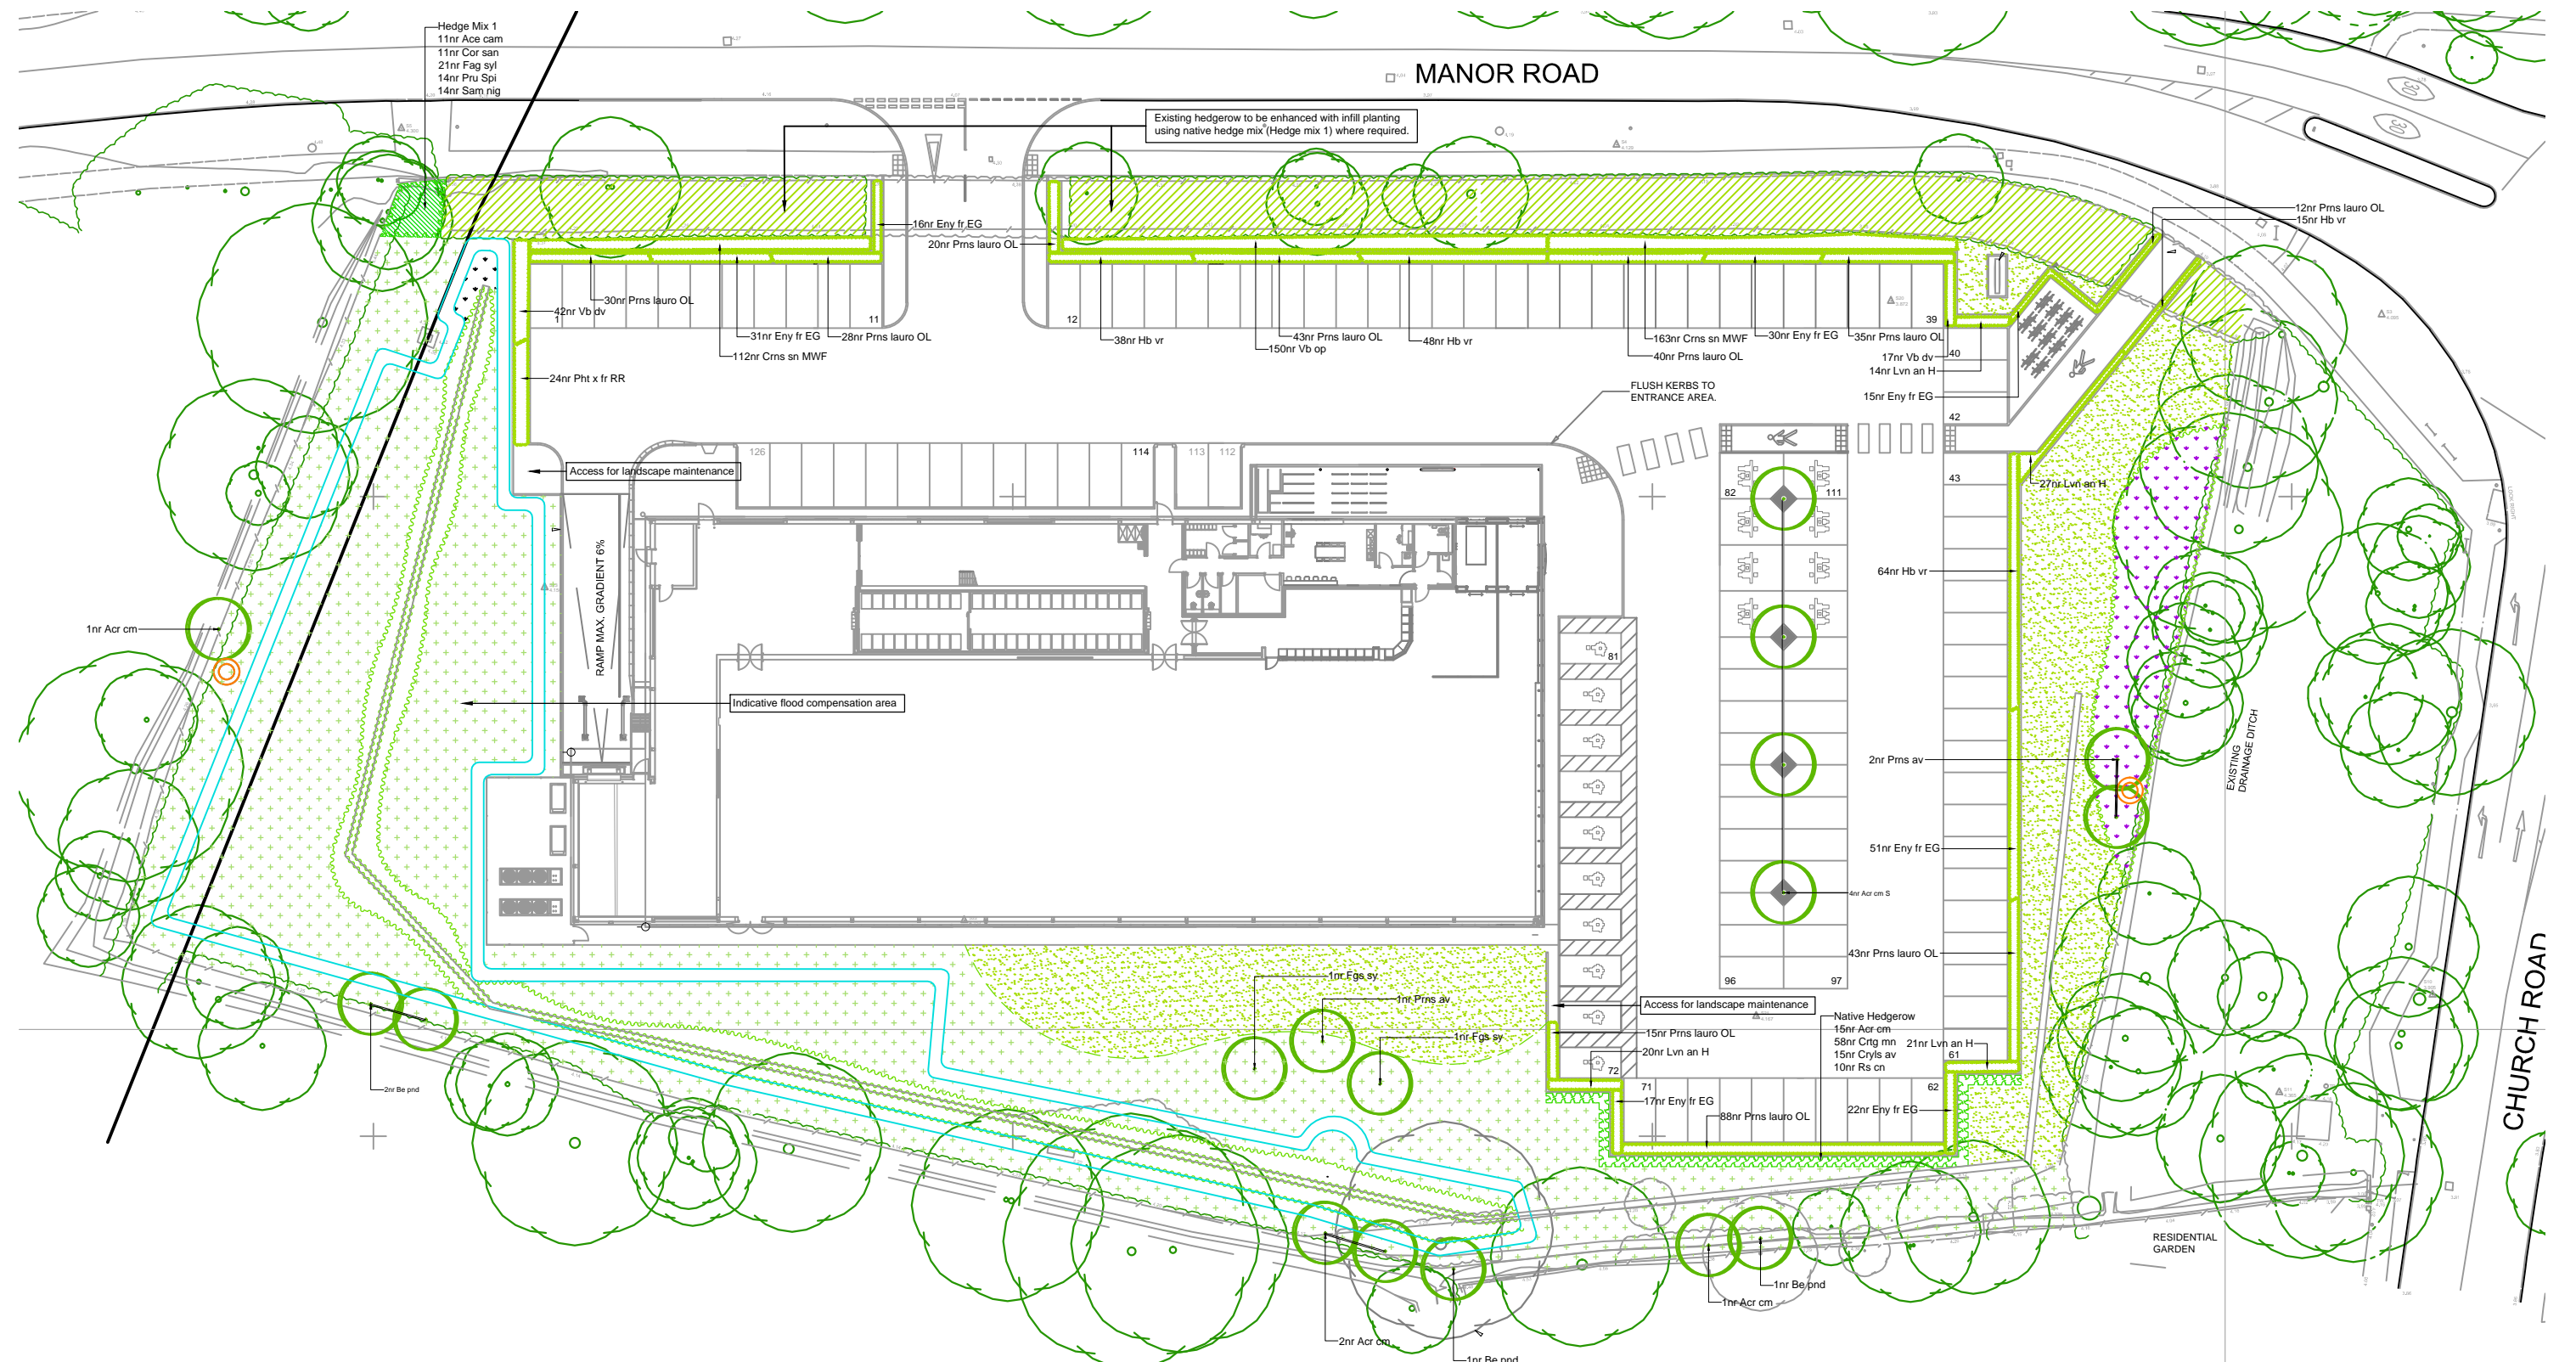 Hedge Mix 1
11nr Ace cam
11nr Cor san
21nr Fag syl
14nr Pru Spi
14nr Sam nig
MANOR ROAD
Existing hedgerow to be enhanced with infill planting
using native hedge mix (Hedge mix 1) where required.
30
30
12nr Prns lauro OL
15nr Hb vr
16nr Eny fr EG
20nr Prns lauro OL
30nr Prns lauro OL
42nr Vb dv
1
11
12
39
31nr Eny fr EG
28nr Prns lauro OL
112nr Crns sn MWF
38nr Hb vr
43nr Prns lauro OL
150nr Vb op
48nr Hb vr
163nr Crns sn MWF
40nr Prns lauro OL
30nr Eny fr EG
35nr Prns lauro OL
17nr Vb dv
40
14nr Lvn an H
24nr Pht x fr RR
FLUSH KERBS TO
ENTRANCE AREA.
15nr Eny fr EG
42
126
114
113
112
Access for landscape maintenance
82
111
43
27nr Lvn an H
RAMP MAX. GRADIENT 6%
64nr Hb vr
1nr Acr cm
81
Indicative flood compensation area
2nr Prns av
EXISTING
DRAINAGE DITCH
51nr Eny fr EG
4nr Acr cm S
43nr Prns lauro OL
CHURCH ROAD
1nr Fgs sy
1nr Prns av
1nr Fgs sy
96
97
Access for landscape maintenance
15nr Prns lauro OL
20nr Lvn an H
Native Hedgerow
15nr Acr cm
58nr Crtg mn
15nr Cryls av
10nr Rs cn
21nr Lvn an H
61
72
71
62
2nr Be pnd
17nr Eny fr EG
88nr Prns lauro OL
22nr Eny fr EG
RESIDENTIAL
GARDEN
1nr Be pnd
1nr Acr cm
2nr Acr cm
1nr Be pnd